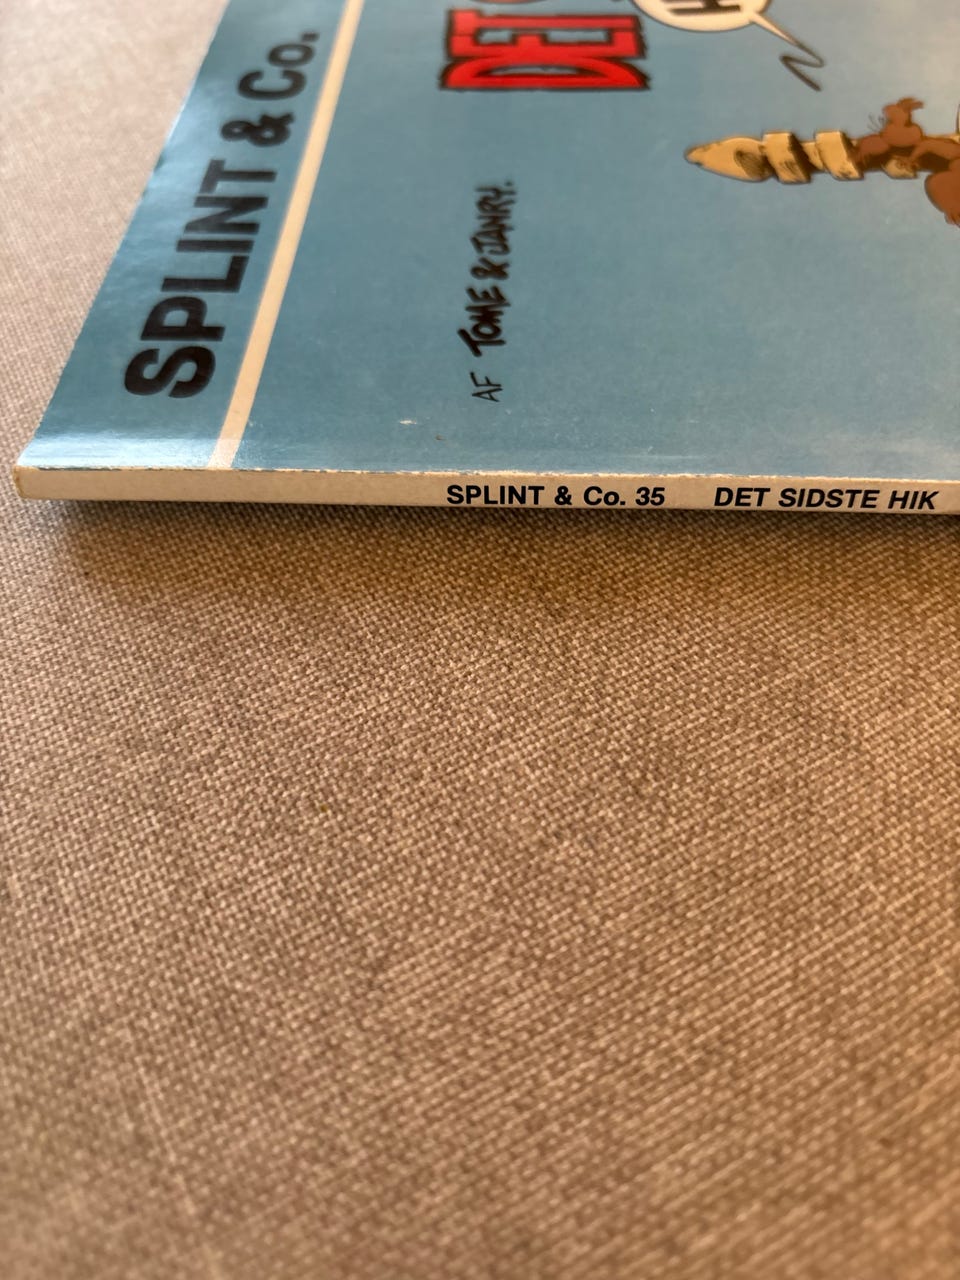 SPLINT & Co.
DET
H
AF TOME & JANRY.
SPLINT & Co. 35 DET SIDSTE HIK